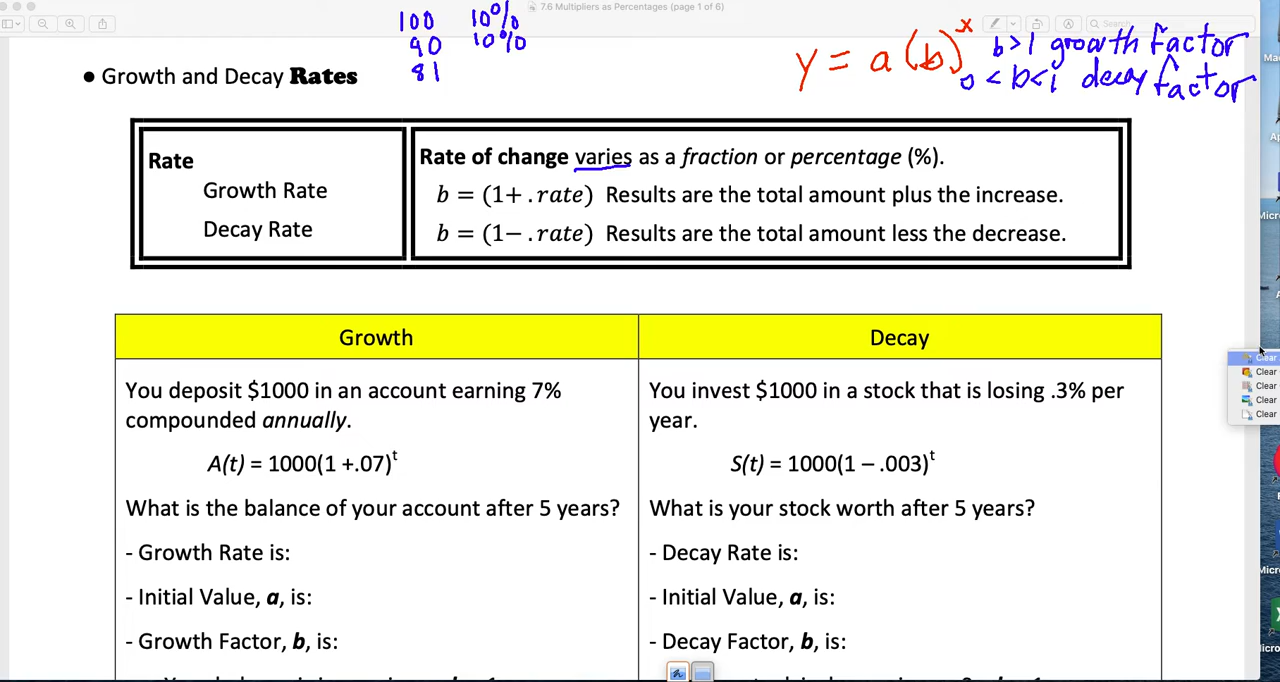 7.6 Multipliers as Percentages (page 1 of 6)
Search
100 10%
90 10%
81
y = a(b)^x
b > 1 growth factor
0 < b < 1 decay factor
• Growth and Decay Rates
Rate
Growth Rate
Decay Rate
Rate of change varies as a fraction or percentage (%).
b = (1+ .rate) Results are the total amount plus the increase.
b = (1− .rate) Results are the total amount less the decrease.
Growth
You deposit $1000 in an account earning 7%
compounded annually.
A(t) = 1000(1 +.07)^t
What is the balance of your account after 5 years?
- Growth Rate is:
- Initial Value, a, is:
- Growth Factor, b, is:
Decay
You invest $1000 in a stock that is losing .3% per
year.
S(t) = 1000(1 – .003)^t
What is your stock worth after 5 years?
- Decay Rate is:
- Initial Value, a, is:
- Decay Factor, b, is:
Clear
Clear
Clear
Clear
Clear